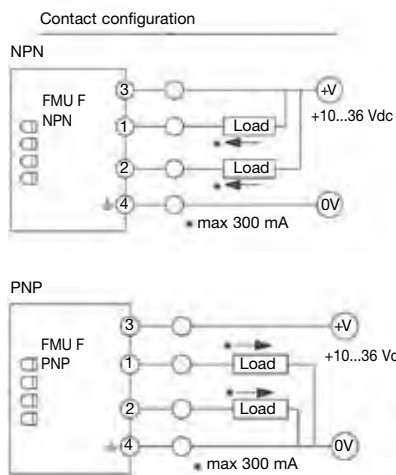 Contact configuration
NPN
3
+V
FMU F
NPN
+10...36 Vdc
1
Load
2
Load
4
0V
max 300 mA
PNP
3
+V
FMU F
PNP
+10...36 Vd
1
Load
2
Load
4
0V
max 300 mA